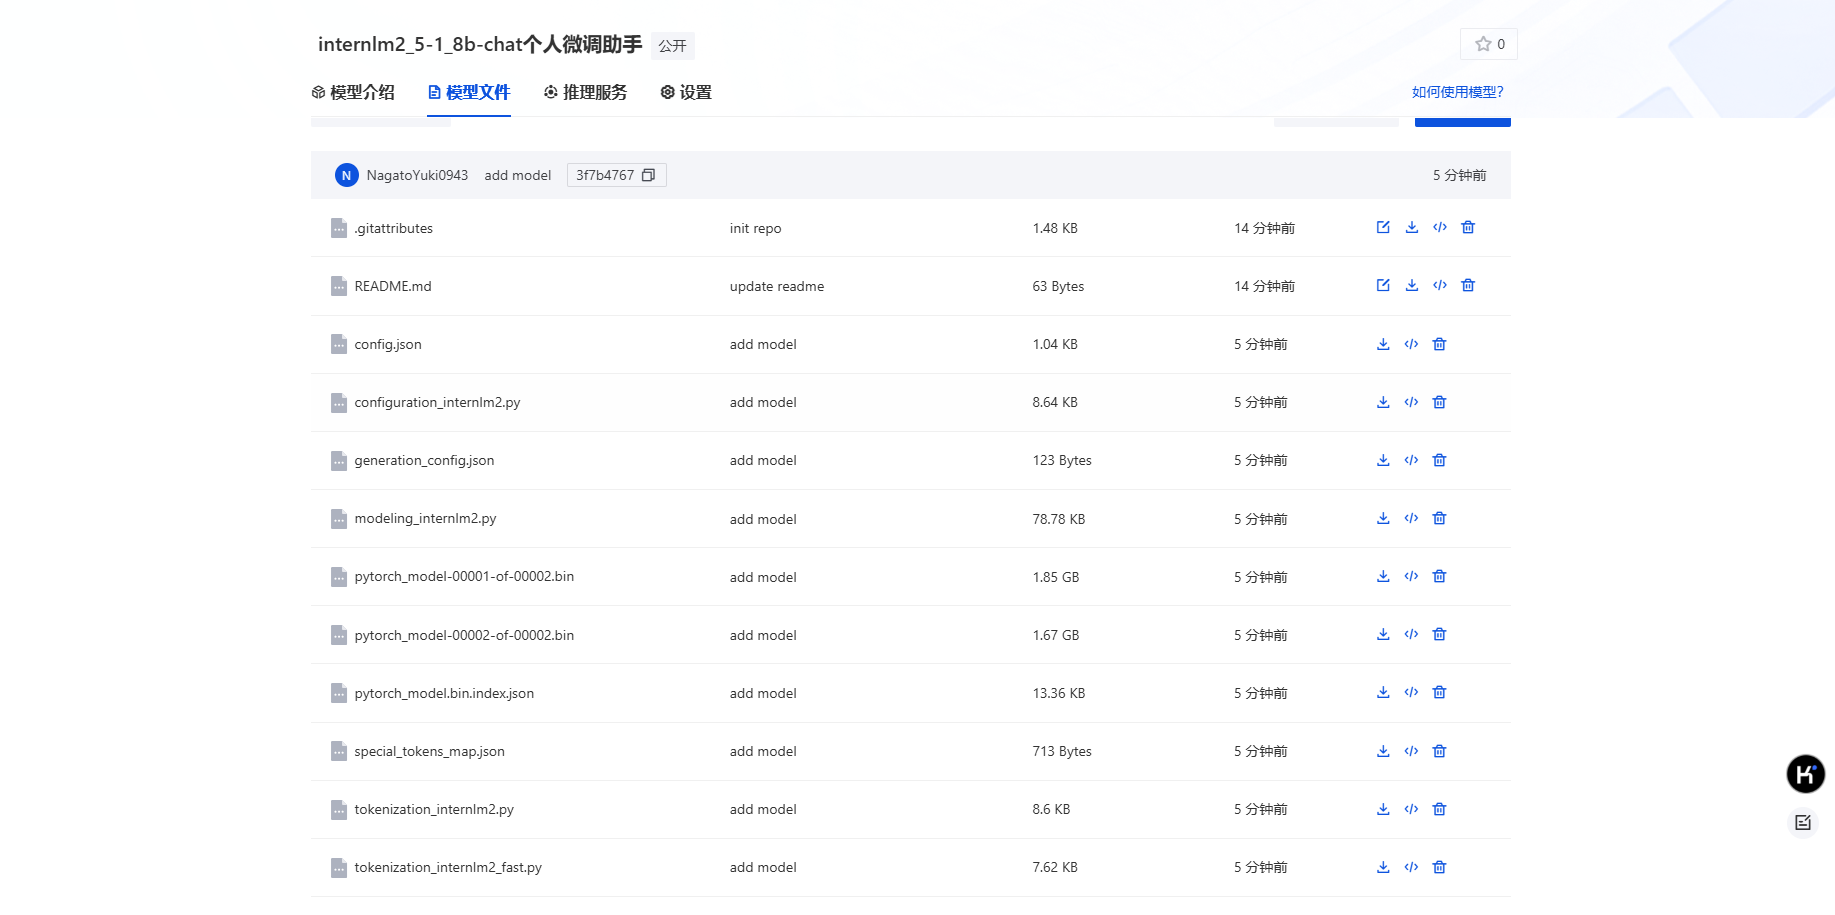 internlm2_5-1_8b-chat个人微调助手 公开 0
模型介绍 模型文件 推理服务 设置 如何使用模型?
N NagatoYuki0943 add model 3f7b4767 5 分钟前
.gitattributes init repo 1.48 KB 14 分钟前
README.md update readme 63 Bytes 14 分钟前
config.json add model 1.04 KB 5 分钟前
configuration_internlm2.py add model 8.64 KB 5 分钟前
generation_config.json add model 123 Bytes 5 分钟前
modeling_internlm2.py add model 78.78 KB 5 分钟前
pytorch_model-00001-of-00002.bin add model 1.85 GB 5 分钟前
pytorch_model-00002-of-00002.bin add model 1.67 GB 5 分钟前
pytorch_model.bin.index.json add model 13.36 KB 5 分钟前
special_tokens_map.json add model 713 Bytes 5 分钟前
tokenization_internlm2.py add model 8.6 KB 5 分钟前
tokenization_internlm2_fast.py add model 7.62 KB 5 分钟前
K